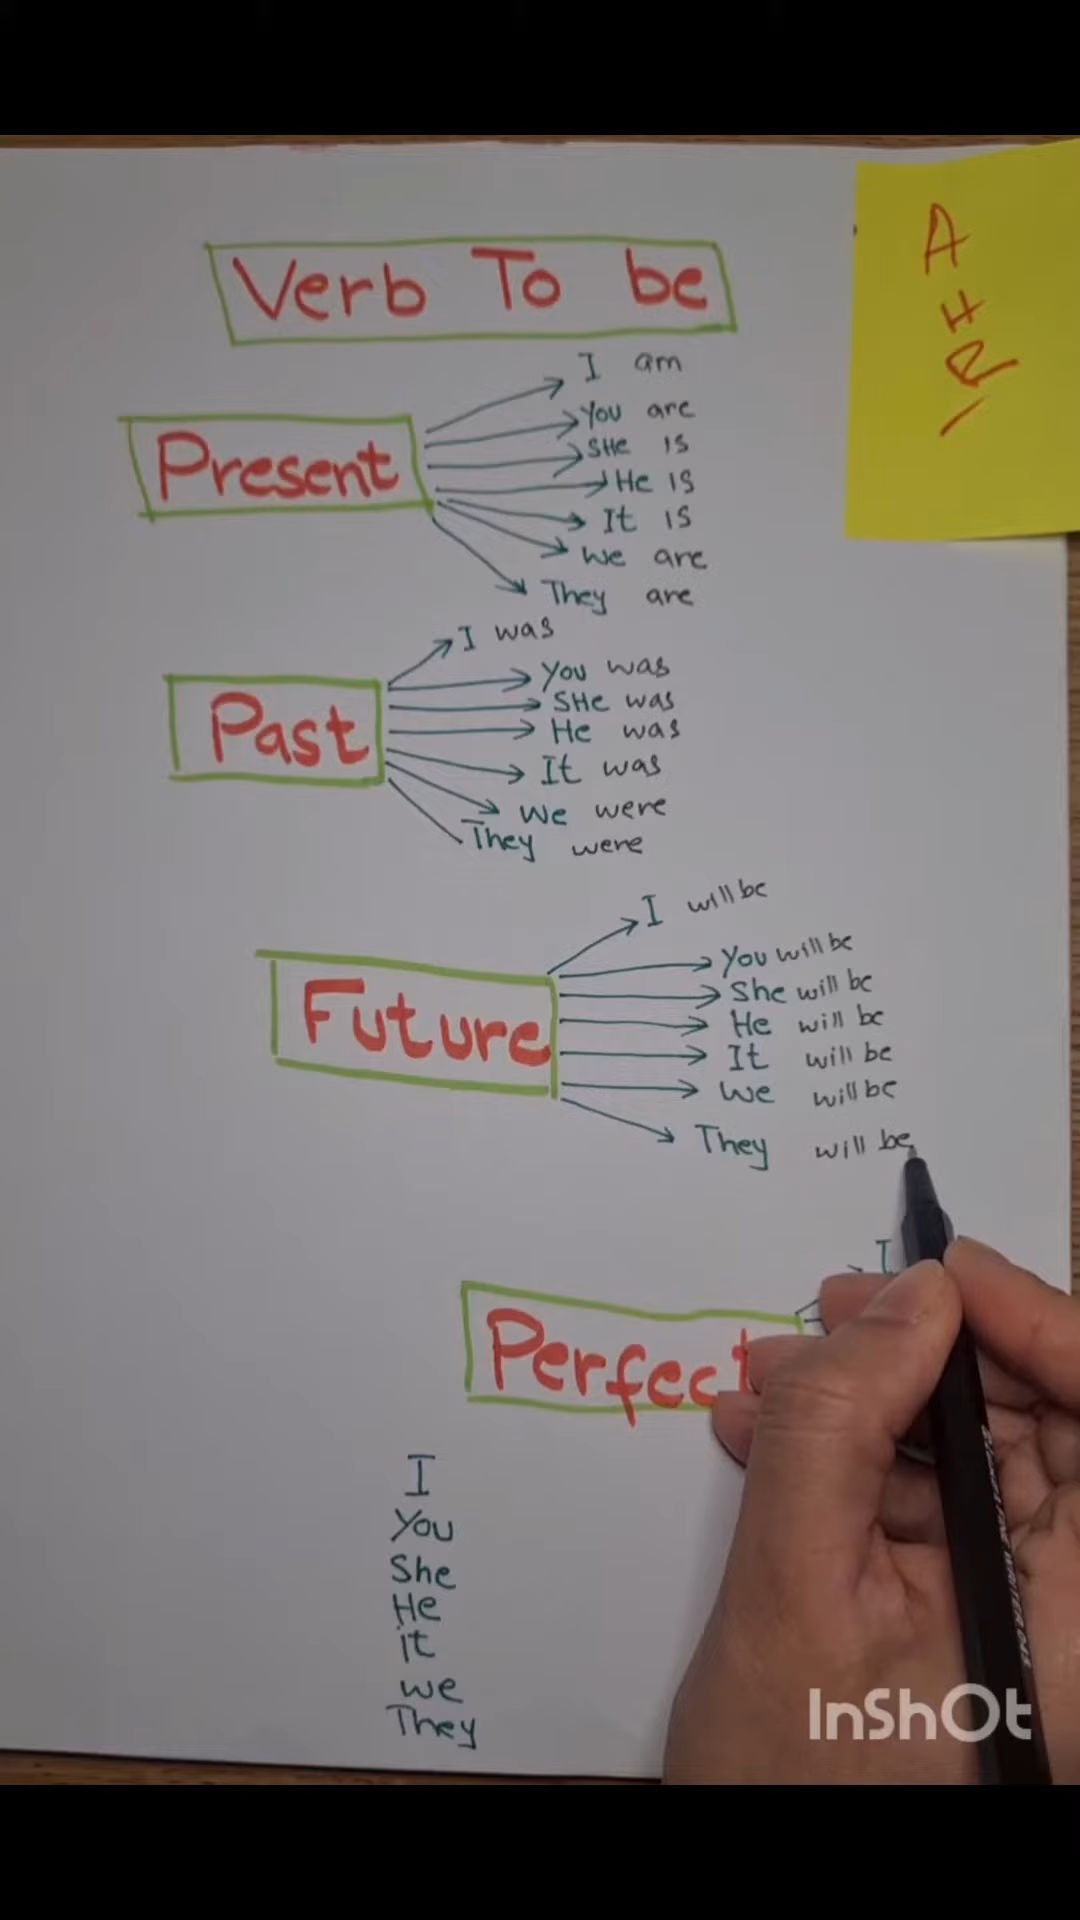 Verb To be
A
H
Present
I am
You are
SHe is
He is
It is
We are
They are
Past
I was
You was
SHe was
He was
It was
We were
They were
Future
I will be
You will be
She will be
He will be
It will be
We will be
They will be
Perfect
I
I
You
She
He
it
we
They
InShOt